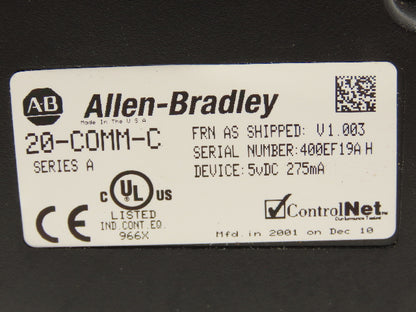 AB Allen-Bradley
Made In The U S A
20-COMM-C
SERIES A
FRN AS SHIPPED: V1.003
SERIAL NUMBER:400EF19A H
DEVICE: 5VDC 275mA
C UL US
LISTED
IND.CONT.EQ.
966X
CE
ControlNet
Conformance Tested
Mfd.in 2001 on Dec 10